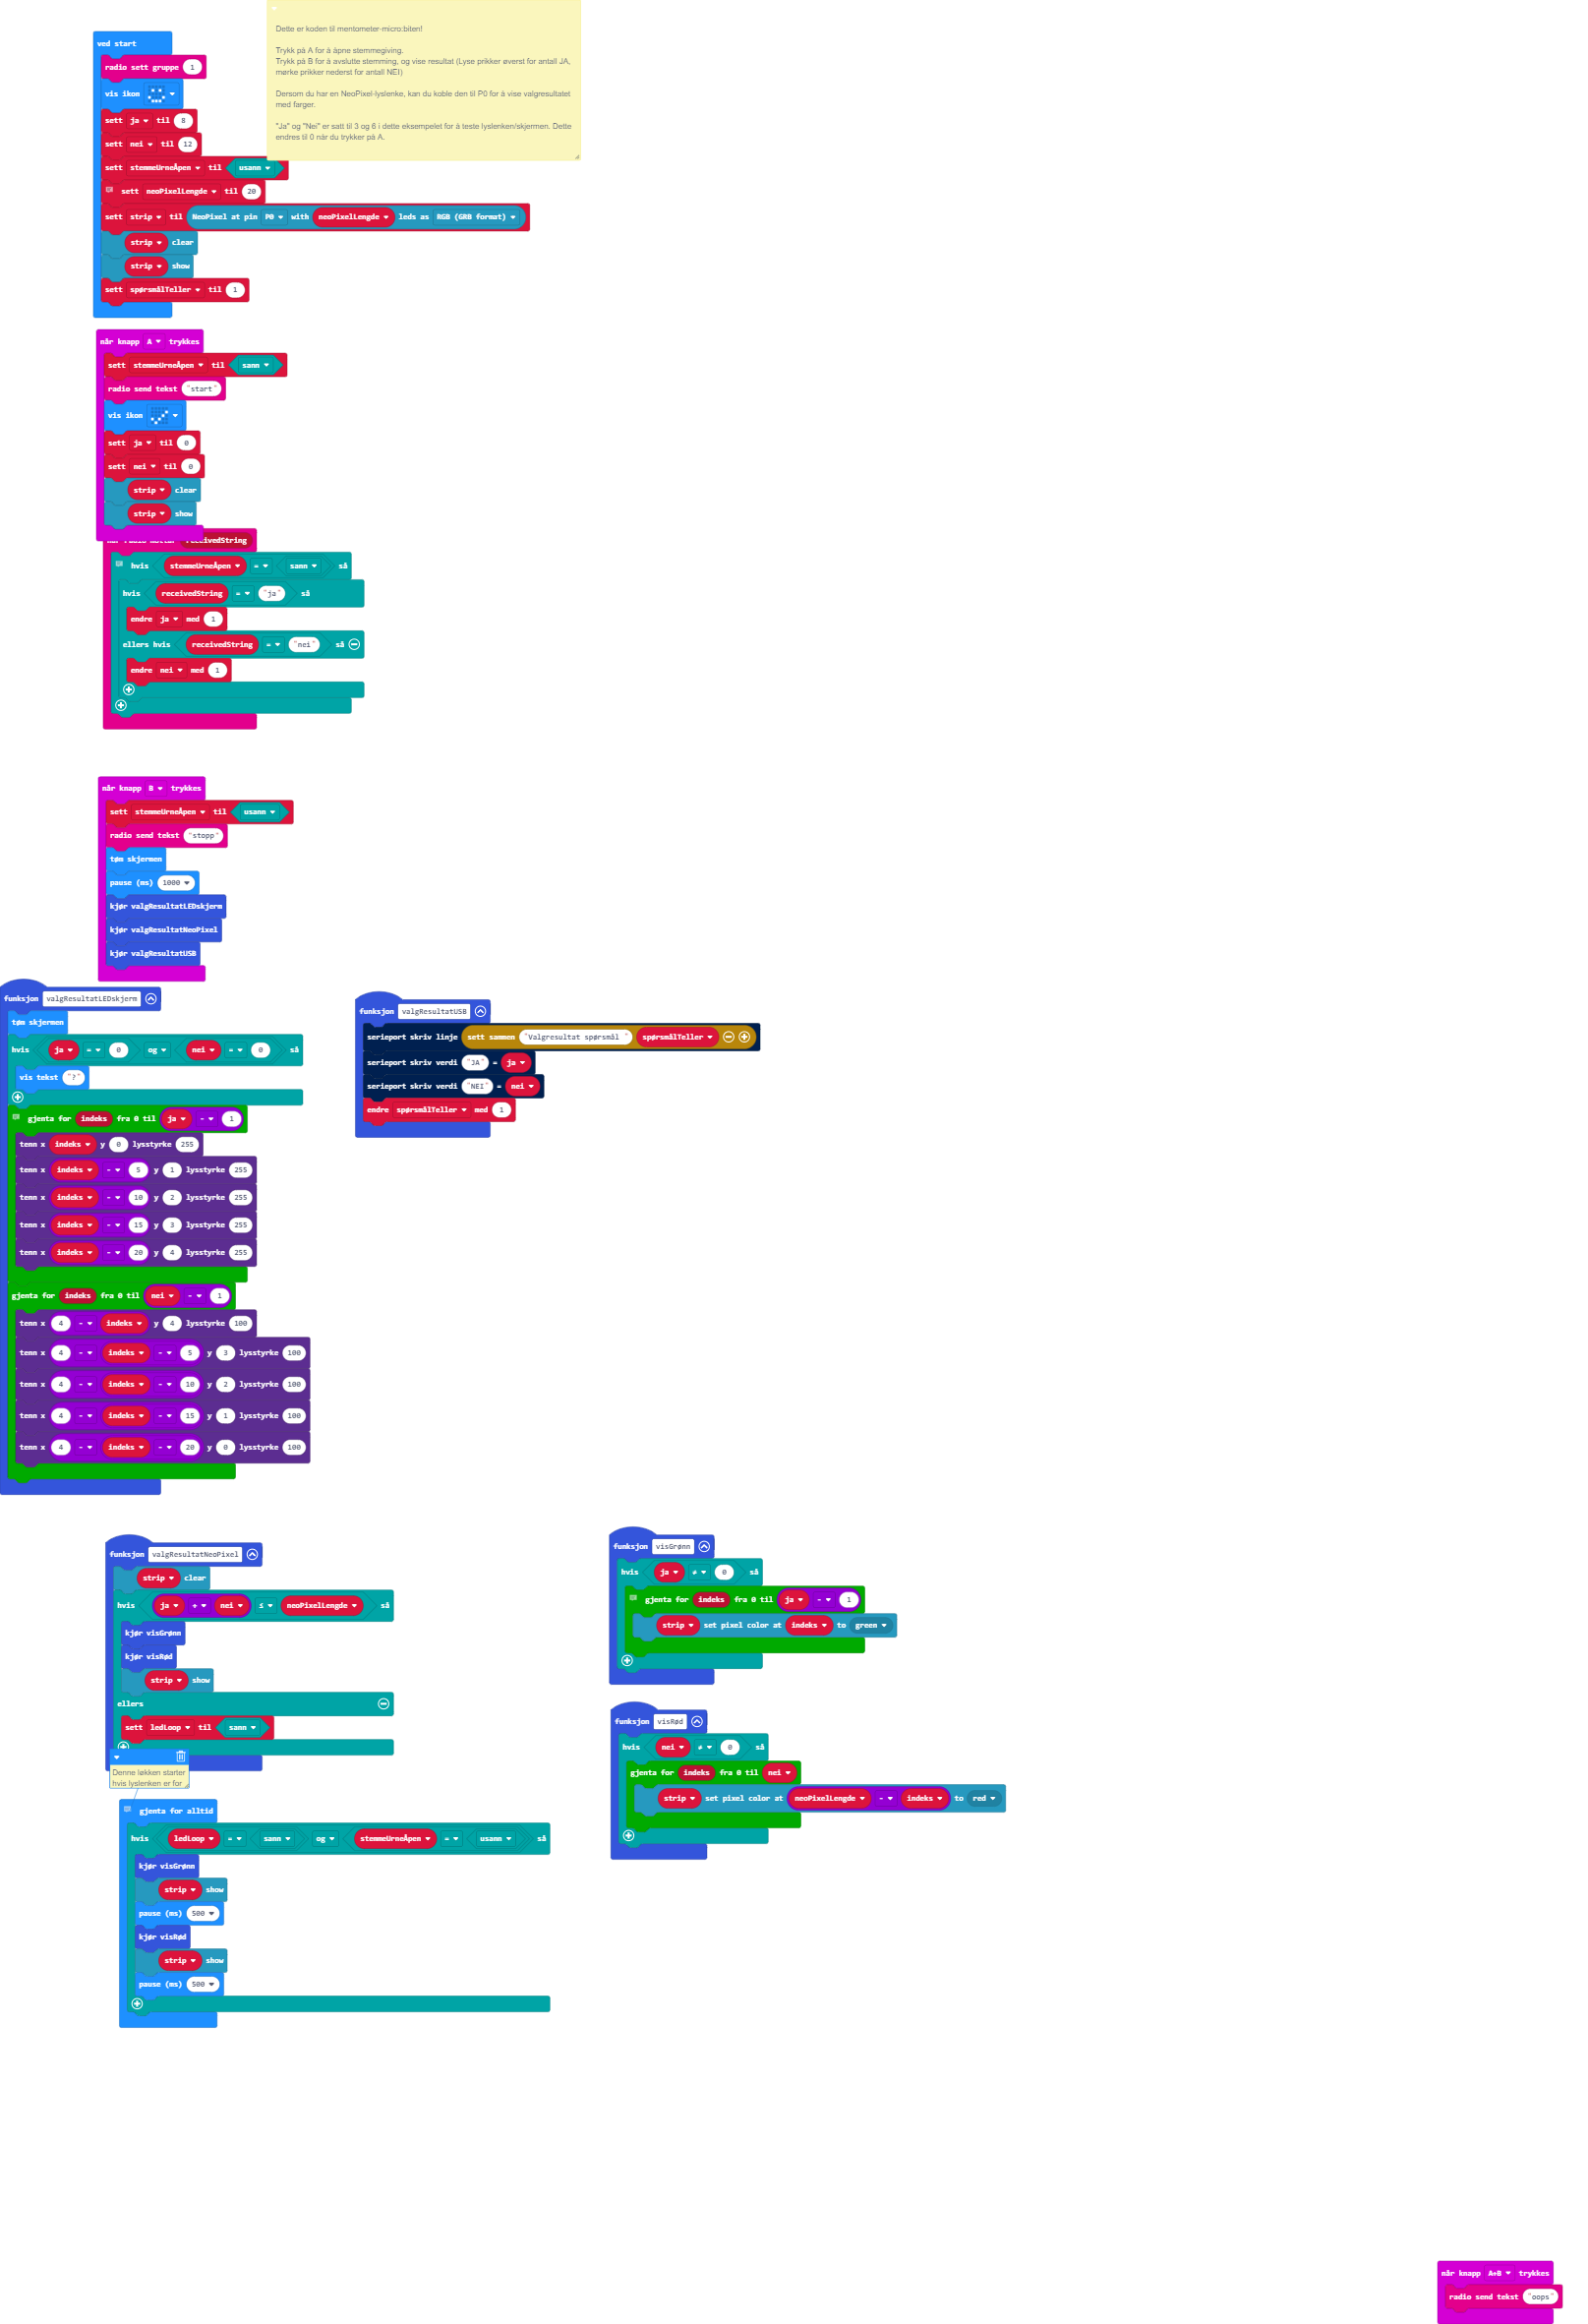 Dette er koden til mentometer-micro:biten!
Trykk på A for å åpne stemmegiving.
Trykk på B for å avslutte stemming, og vise resultat (Lyse prikker øverst for antall JA,
mørke prikker nederst for antall NEI)
Dersom du har en NeoPixel-lyslenke, kan du koble den til P0 for å vise valgresultatet
med farger.
"Ja" og "Nei" er satt til 3 og 6 i dette eksempelet for å teste lyslenken/skjermen. Dette
endres til 0 når du trykker på A.
ved start
radio sett gruppe 1
vis ikon
sett ja til 8
sett nei til 12
sett stemmeUrneÅpen til usann
sett neoPixelLengde til 20
sett strip til NeoPixel at pin P0 with neoPixelLengde leds as RGB (GRB format)
strip clear
strip show
sett spørsmålTeller til 1
når knapp A trykkes
sett stemmeUrneÅpen til sann
radio send tekst "start"
vis ikon
sett ja til 0
sett nei til 0
strip clear
strip show
receivedString
hvis stemmeUrneÅpen = sann så
hvis receivedString = "ja" så
endre ja med 1
ellers hvis receivedString = "nei" så
endre nei med 1
når knapp B trykkes
sett stemmeUrneÅpen til usann
radio send tekst "stopp"
tøm skjermen
pause (ms) 1000
kjør valgResultatLEDskjerm
kjør valgResultatNeoPixel
kjør valgResultatUSB
funksjon valgResultatLEDskjerm
tøm skjermen
hvis ja = 0 og nei = 0 så
vis tekst "?"
gjenta for indeks fra 0 til ja - 1
tenn x indeks y 0 lysstyrke 255
tenn x indeks - 5 y 1 lysstyrke 255
tenn x indeks - 10 y 2 lysstyrke 255
tenn x indeks - 15 y 3 lysstyrke 255
tenn x indeks - 20 y 4 lysstyrke 255
gjenta for indeks fra 0 til nei - 1
tenn x 4 - indeks y 4 lysstyrke 100
tenn x 4 - indeks - 5 y 3 lysstyrke 100
tenn x 4 - indeks - 10 y 2 lysstyrke 100
tenn x 4 - indeks - 15 y 1 lysstyrke 100
tenn x 4 - indeks - 20 y 0 lysstyrke 100
funksjon valgResultatUSB
serieport skriv linje sett sammen "Valgresultat spørsmål " spørsmålTeller
serieport skriv verdi "JA" = ja
serieport skriv verdi "NEI" = nei
endre spørsmålTeller med 1
funksjon valgResultatNeoPixel
strip clear
hvis ja + nei ≤ neoPixelLengde så
kjør visGrønn
kjør visRød
strip show
ellers
sett ledLoop til sann
Denne løkken starter
hvis lyslenken er for
gjenta for alltid
hvis ledLoop = sann og stemmeUrneÅpen = usann så
kjør visGrønn
strip show
pause (ms) 500
kjør visRød
strip show
pause (ms) 500
funksjon visGrønn
hvis ja ≠ 0 så
gjenta for indeks fra 0 til ja - 1
strip set pixel color at indeks to green
funksjon visRød
hvis nei ≠ 0 så
gjenta for indeks fra 0 til nei
strip set pixel color at neoPixelLengde - indeks to red
når knapp A+B trykkes
radio send tekst "oops"